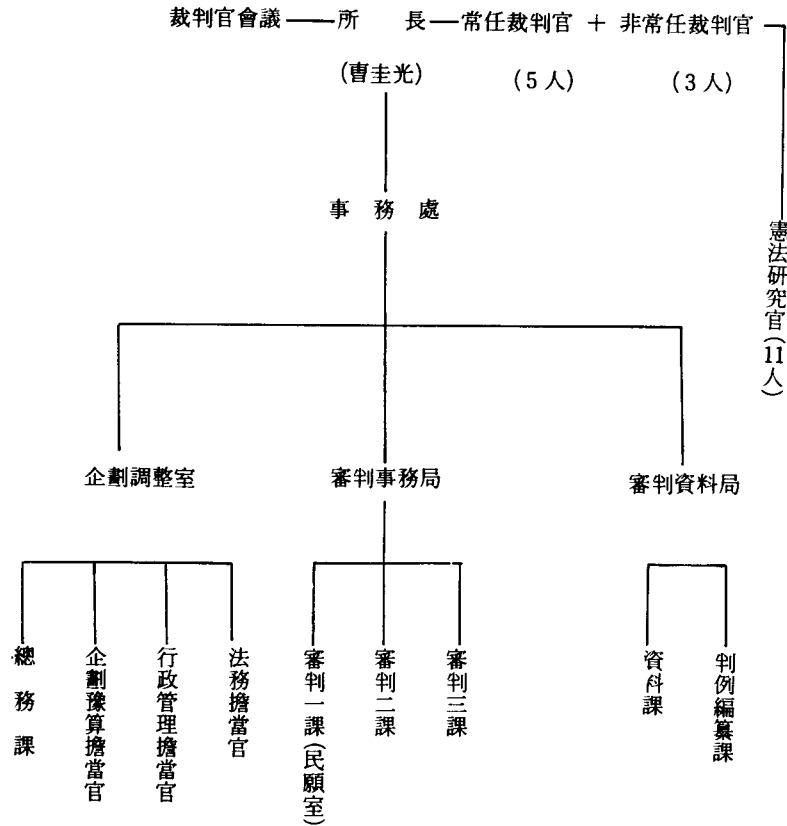 裁判官會議 所長 常任裁判官 + 非常任裁判官
(曺圭光) (5人) (3人)
憲法研究官(11人)
事務處
企劃調整室 審判事務局 審判資料局
總務課
企劃豫算擔當官
行政管理擔當官
法務擔當官
審判一課(民願室)
審判二課
審判三課
資料課
判例編纂課